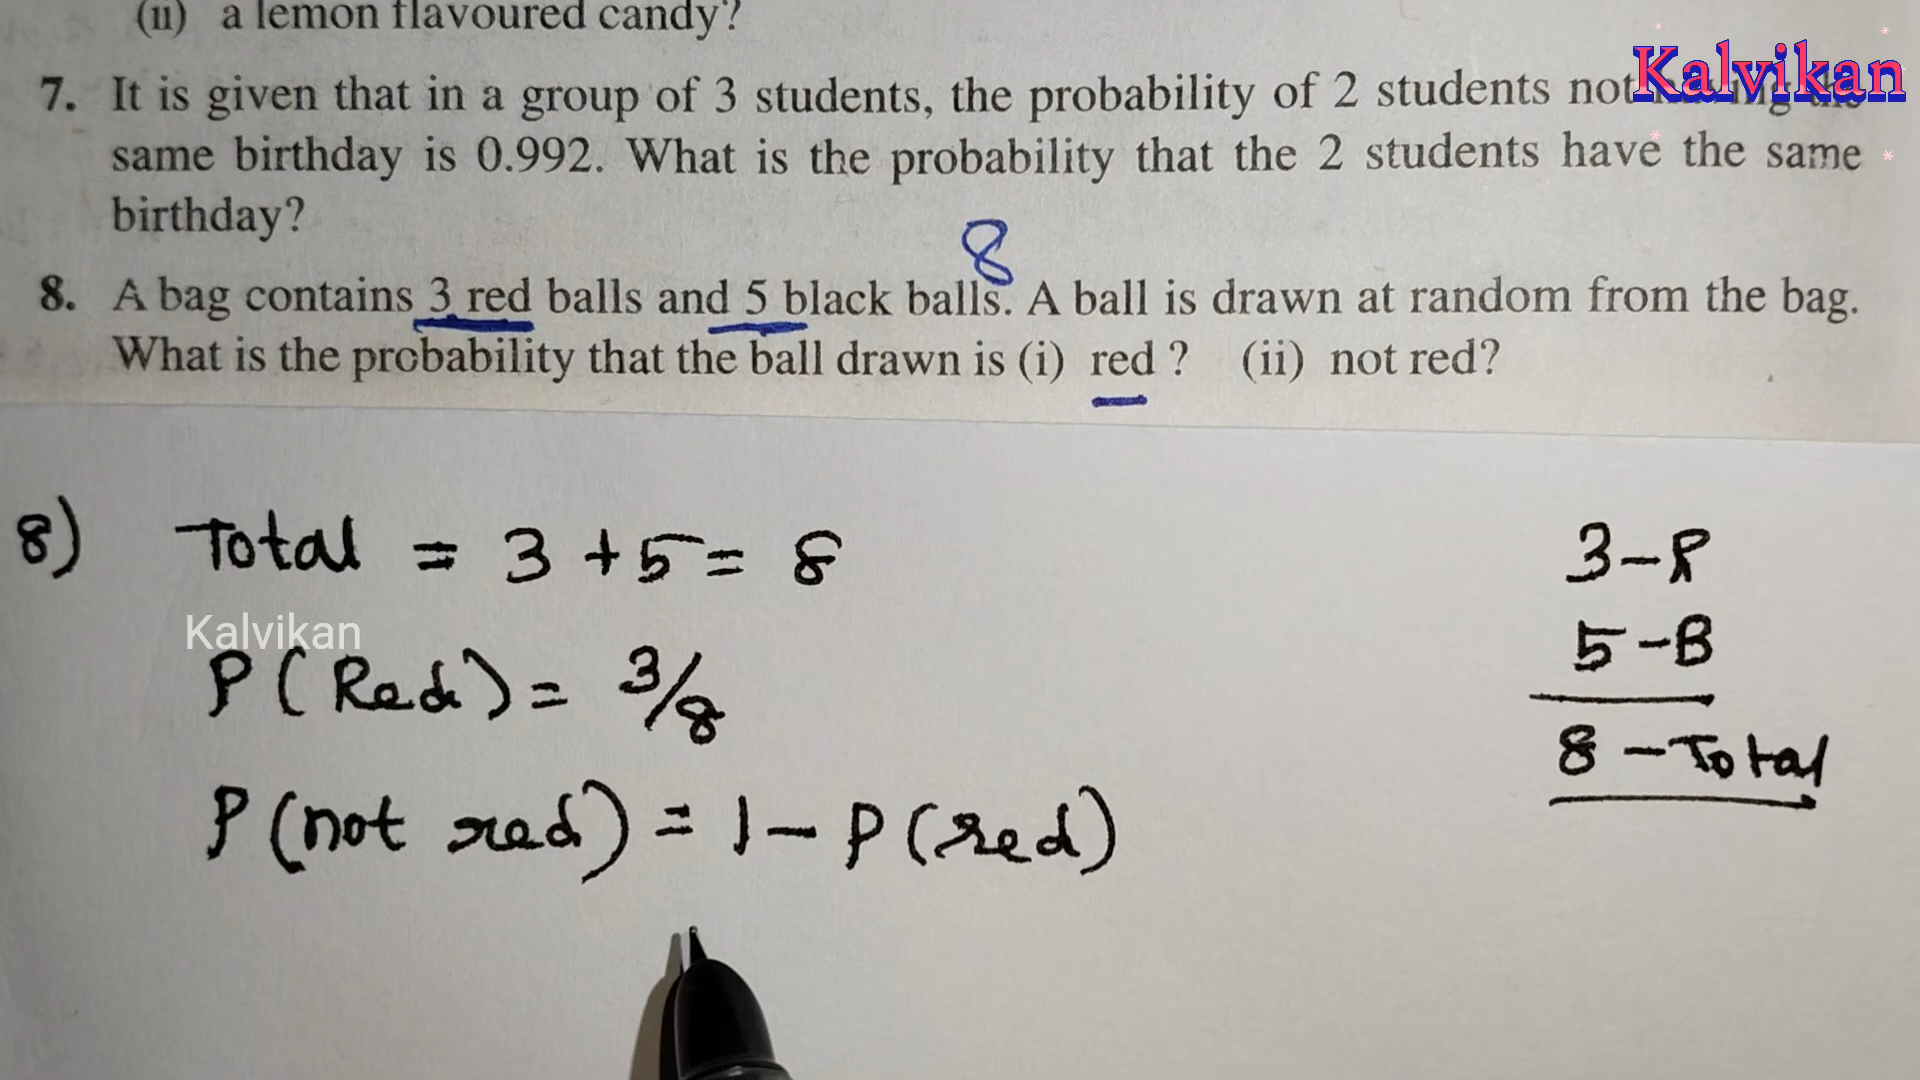 (ii) a lemon flavoured candy?
Kalvikan
7. It is given that in a group of 3 students, the probability of 2 students not
same birthday is 0.992. What is the probability that the 2 students have the same
birthday?
8
8. A bag contains 3 red balls and 5 black balls. A ball is drawn at random from the bag.
What is the probability that the ball drawn is (i) red ? (ii) not red?
8) Total = 3 + 5 = 8
3 - R
Kalvikan
5 - B
P(Red) = 3/8
8 - Total
P(not red) = 1 - P(red)